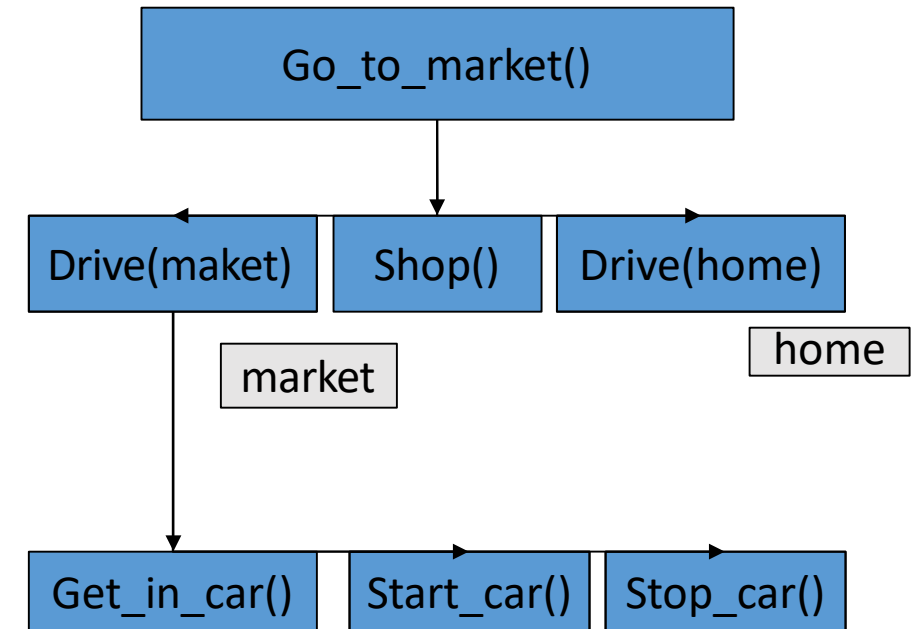 Go_to_market()
Drive(maket)
Shop()
Drive(home)
market
home
Get_in_car()
Start_car()
Stop_car()